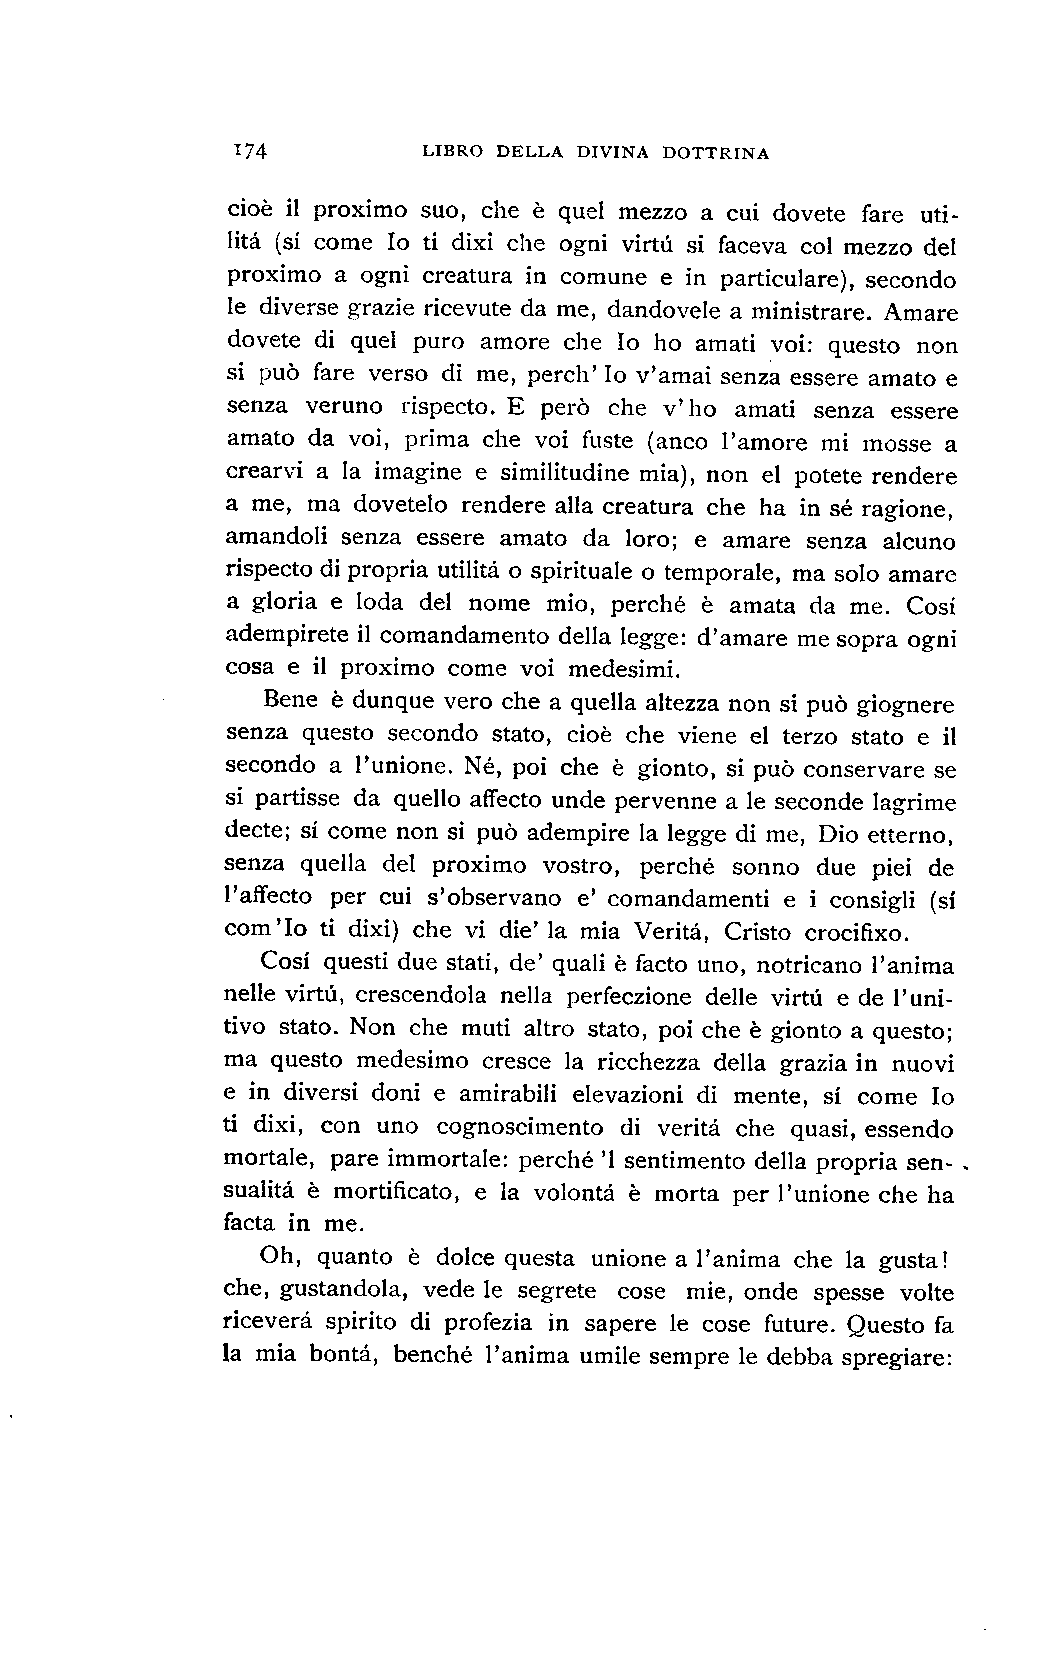 174 LIBRO DELLA DIVINA DOTTRINA
cioè il proximo suo, che è quel mezzo a cui dovete fare uti-
litá (sí come Io ti dixi che ogni virtú si faceva col mezzo del
proximo a ogni creatura in comune e in particulare), secondo
le diverse grazie ricevute da me, dandovele a ministrare. Amare
dovete di quel puro amore che Io ho amati voi: questo non
si può fare verso di me, perch' Io v'amai senza essere amato e
senza veruno rispecto. E però che v'ho amati senza essere
amato da voi, prima che voi fuste (anco l'amore mi mosse a
crearvi a la imagine e similitudine mia), non el potete rendere
a me, ma dovetelo rendere alla creatura che ha in sé ragione,
amandoli senza essere amato da loro; e amare senza alcuno
rispecto di propria utilitá o spirituale o temporale, ma solo amare
a gloria e loda del nome mio, perché è amata da me. Cosí
adempirete il comandamento della legge: d'amare me sopra ogni
cosa e il proximo come voi medesimi.
Bene è dunque vero che a quella altezza non si può giognere
senza questo secondo stato, cioè che viene el terzo stato e il
secondo a l'unione. Né, poi che è gionto, si può conservare se
si partisse da quello affecto unde pervenne a le seconde lagrime
decte; sí come non si può adempire la legge di me, Dio etterno,
senza quella del proximo vostro, perché sonno due piei de
l'affecto per cui s'observano e' comandamenti e i consigli (sí
com'Io ti dixi) che vi die' la mia Veritá, Cristo crocifixo.
Cosí questi due stati, de' quali è facto uno, notricano l'anima
nelle virtú, crescendola nella perfeczione delle virtú e de l'uni-
tivo stato. Non che muti altro stato, poi che è gionto a questo;
ma questo medesimo cresce la ricchezza della grazia in nuovi
e in diversi doni e amirabili elevazioni di mente, sí come Io
ti dixi, con uno cognoscimento di veritá che quasi, essendo
mortale, pare immortale: perché 'l sentimento della propria sen-
sualitá è mortificato, e la volontá è morta per l'unione che ha
facta in me.
Oh, quanto è dolce questa unione a l'anima che la gusta!
che, gustandola, vede le segrete cose mie, onde spesse volte
riceverá spirito di profezia in sapere le cose future. Questo fa
la mia bontá, benché l'anima umile sempre le debba spregiare: